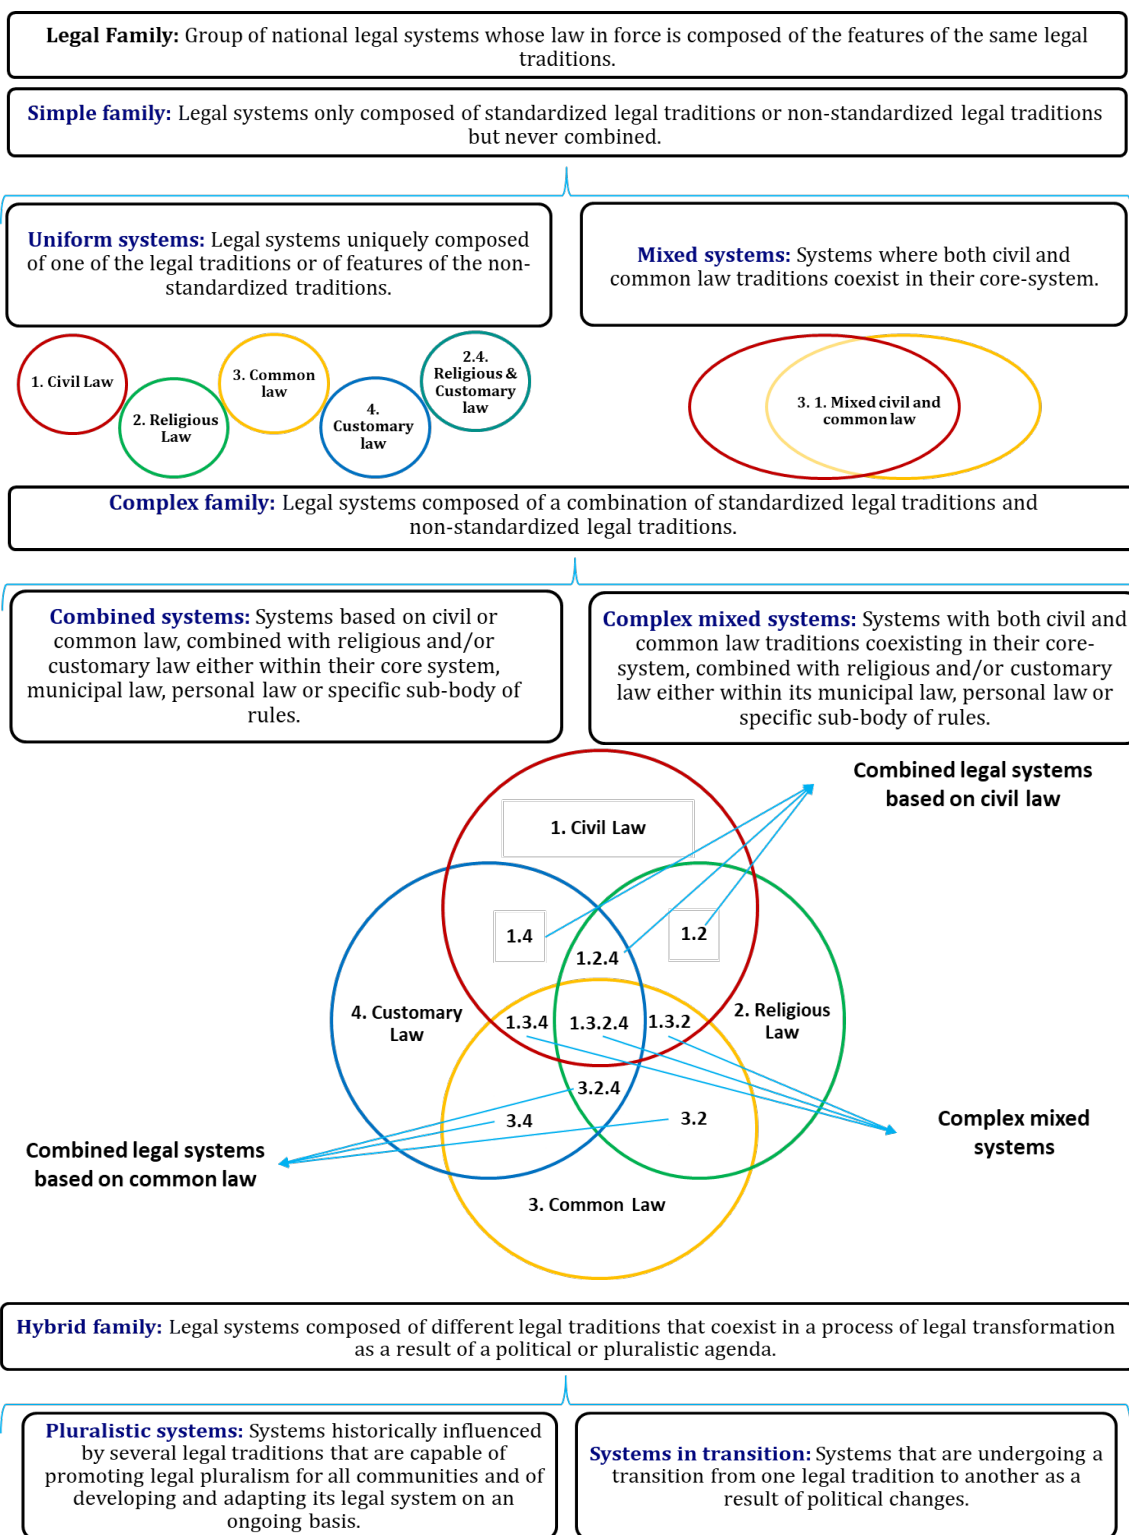 Legal Family: Group of national legal systems whose law in force is composed of the features of the same legal
traditions.
Simple family: Legal systems only composed of standardized legal traditions or non-standardized legal traditions
but never combined.
Uniform systems: Legal systems uniquely composed
of one of the legal traditions or of features of the non-
standardized traditions.
Mixed systems: Systems where both civil and
common law traditions coexist in their core-system.
1. Civil Law
2. Religious
Law
3. Common
law
4.
Customary
law
2.4.
Religious &
Customary
law
3. 1. Mixed civil and
common law
Complex family: Legal systems composed of a combination of standardized legal traditions and
non-standardized legal traditions.
Combined systems: Systems based on civil or
common law, combined with religious and/or
customary law either within their core system,
municipal law, personal law or specific sub-body of
rules.
Complex mixed systems: Systems with both civil and
common law traditions coexisting in their core-
system, combined with religious and/or customary
law either within its municipal law, personal law or
specific sub-body of rules.
Combined legal systems
based on civil law
1. Civil Law
1.4
1.2
1.2.4
4. Customary
Law
1.3.4
1.3.2.4
1.3.2
2. Religious
Law
3.2.4
3.4
3.2
Complex mixed
systems
Combined legal systems
based on common law
3. Common Law
Hybrid family: Legal systems composed of different legal traditions that coexist in a process of legal transformation
as a result of a political or pluralistic agenda.
Pluralistic systems: Systems historically influenced
by several legal traditions that are capable of
promoting legal pluralism for all communities and of
developing and adapting its legal system on an
ongoing basis.
Systems in transition: Systems that are undergoing a
transition from one legal tradition to another as a
result of political changes.